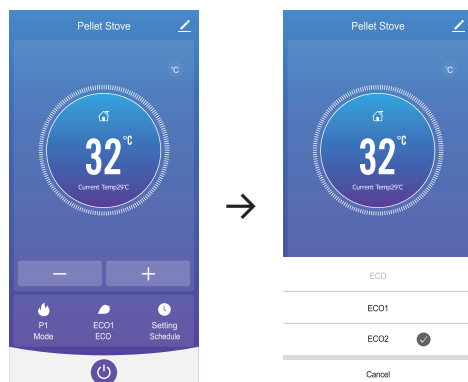 Pellet Stove
°C
32°C
Current Temp29℃
P1
Mode
ECO1
ECO
Setting
Schedule
Pellet Stove
°C
32°C
Current Temp29℃
ECO
ECO1
ECO2
Cancel